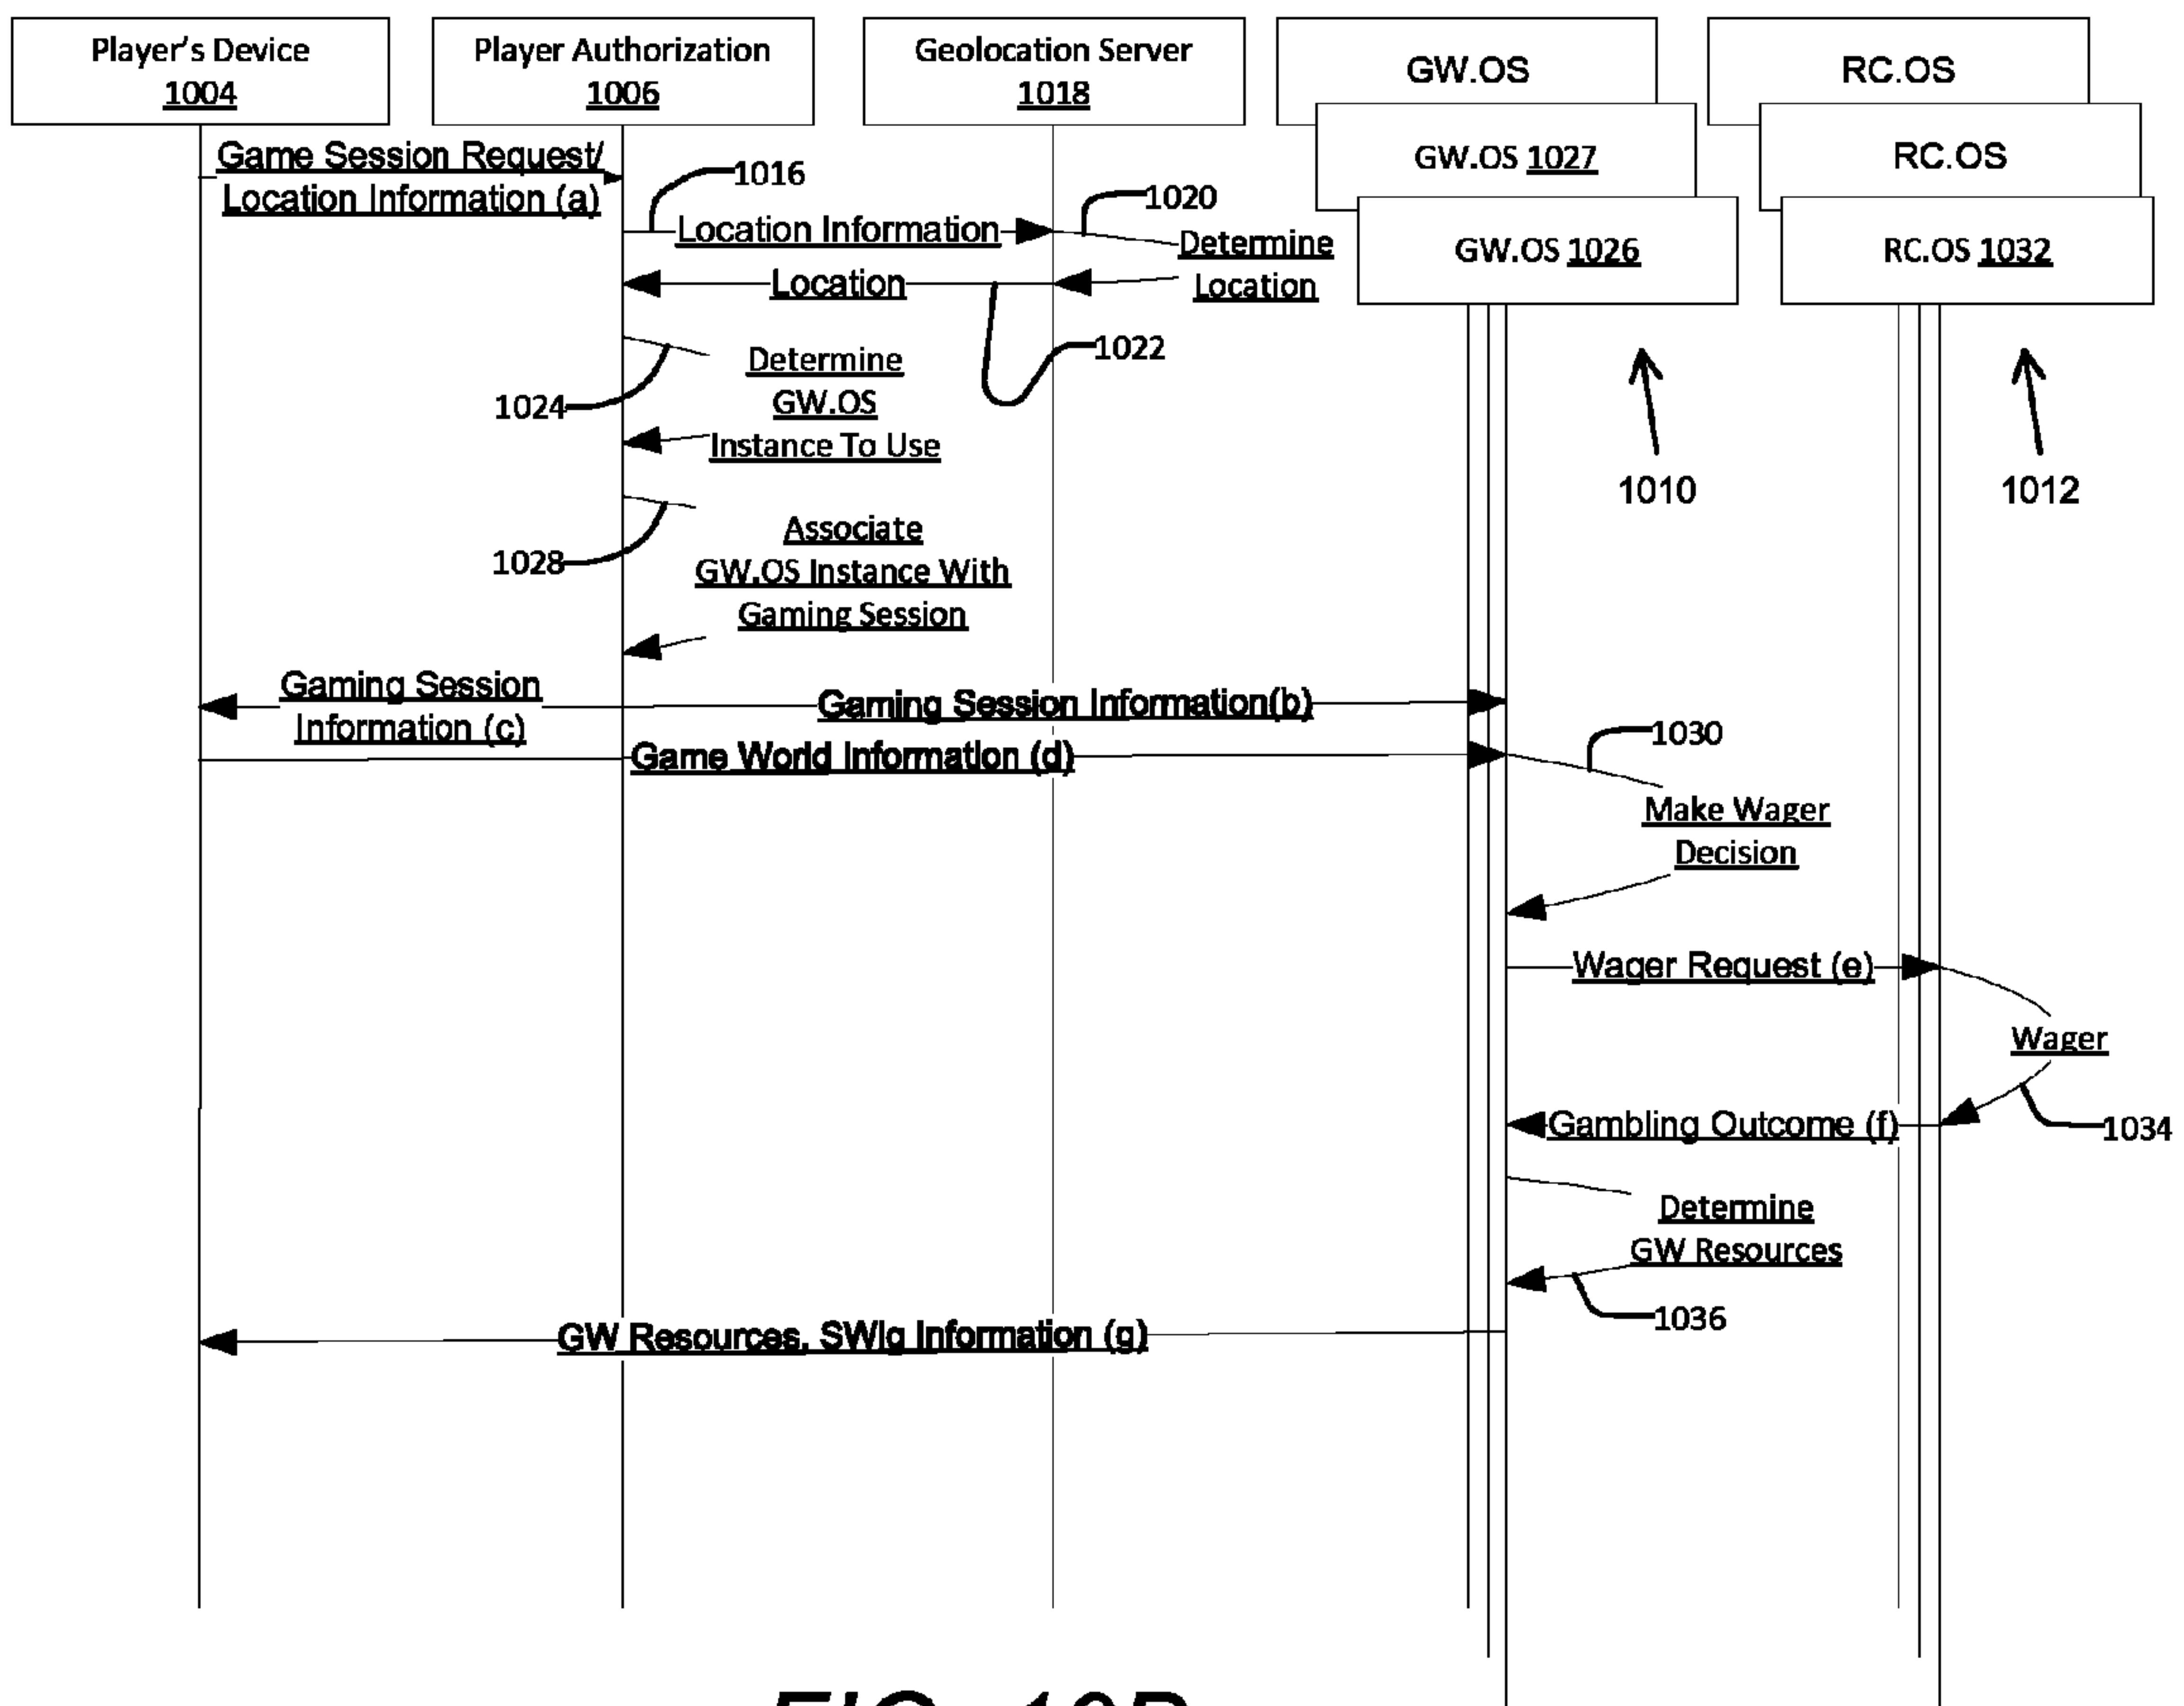 Player's Device
1004
Player Authorization
1006
Geolocation Server
1018
GW.OS
GW.OS 1027
GW.OS 1026
RC.OS
RC.OS
RC.OS 1032
Game Session Request/
Location Information (a)
1016
Location Information
1020
Determine
Location
Location
1022
Determine
GW.OS
Instance To Use
1024
1010
1012
Associate
GW.OS Instance With
Gaming Session
1028
Gaming Session
Information (c)
Gaming Session Information(b)
Game World Information (d)
1030
Make Wager
Decision
Wager Request (e)
Wager
Gambling Outcome (f)
1034
Determine
GW Resources
1036
GW Resources, SWIg Information (g)